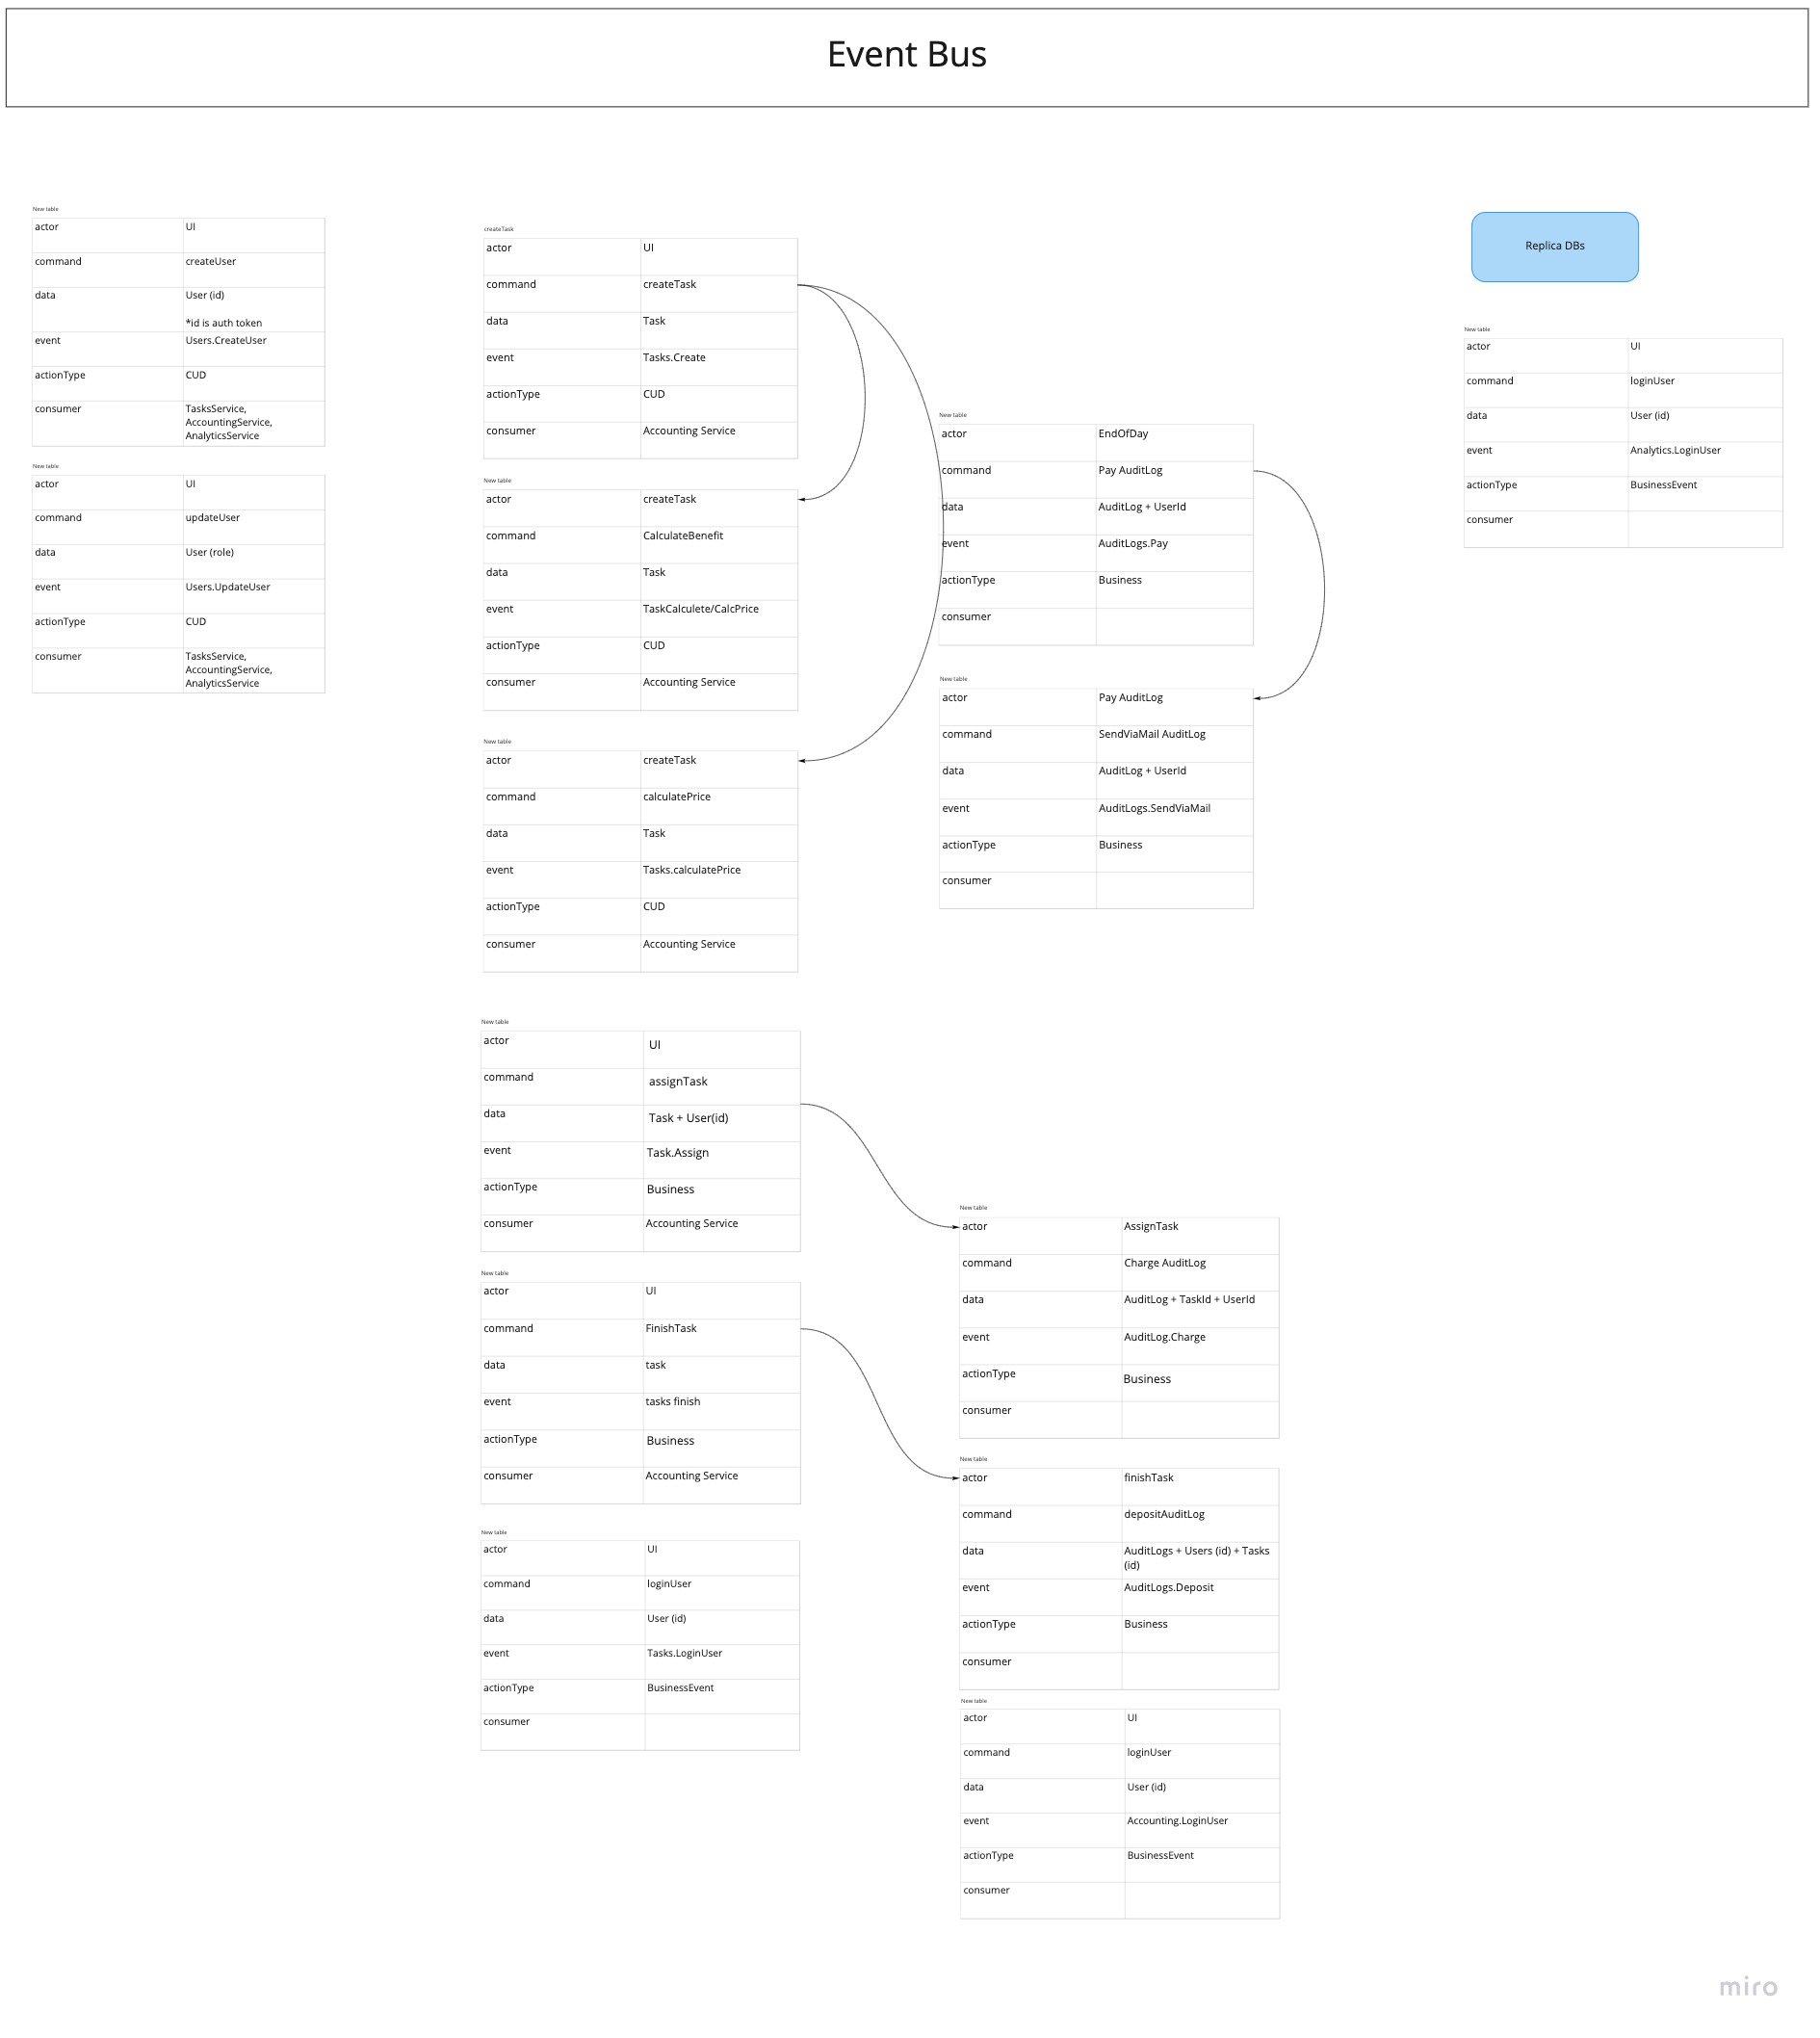 Event Bus
New table
actor UI
command createUser
data User (id)
*id is auth token
event Users.CreateUser
actionType CUD
consumer TasksService,
AccountingService,
AnalyticsService
New table
actor UI
command updateUser
data User (role)
event Users.UpdateUser
actionType CUD
consumer TasksService,
AccountingService,
AnalyticsService
createTask
actor UI
command createTask
data Task
event Tasks.Create
actionType CUD
consumer Accounting Service
New table
actor createTask
command CalculateBenefit
data Task
event TaskCalculete/CalcPrice
actionType CUD
consumer Accounting Service
New table
actor createTask
command calculatePrice
data Task
event Tasks.calculatePrice
actionType CUD
consumer Accounting Service
New table
actor UI
command assignTask
data Task + User(id)
event Task.Assign
actionType Business
consumer Accounting Service
New table
actor UI
command FinishTask
data task
event tasks finish
actionType Business
consumer Accounting Service
New table
actor UI
command loginUser
data User (id)
event Tasks.LoginUser
actionType BusinessEvent
consumer
New table
actor EndOfDay
command Pay AuditLog
data AuditLog + UserId
event AuditLogs.Pay
actionType Business
consumer
New table
actor Pay AuditLog
command SendViaMail AuditLog
data AuditLog + UserId
event AuditLogs.SendViaMail
actionType Business
consumer
New table
actor AssignTask
command Charge AuditLog
data AuditLog + TaskId + UserId
event AuditLog.Charge
actionType Business
consumer
New table
actor finishTask
command depositAuditLog
data AuditLogs + Users (id) + Tasks
(id)
event AuditLogs.Deposit
actionType Business
consumer
New table
actor UI
command loginUser
data User (id)
event Accounting.LoginUser
actionType BusinessEvent
consumer
Replica DBs
New table
actor UI
command loginUser
data User (id)
event Analytics.LoginUser
actionType BusinessEvent
consumer
miro